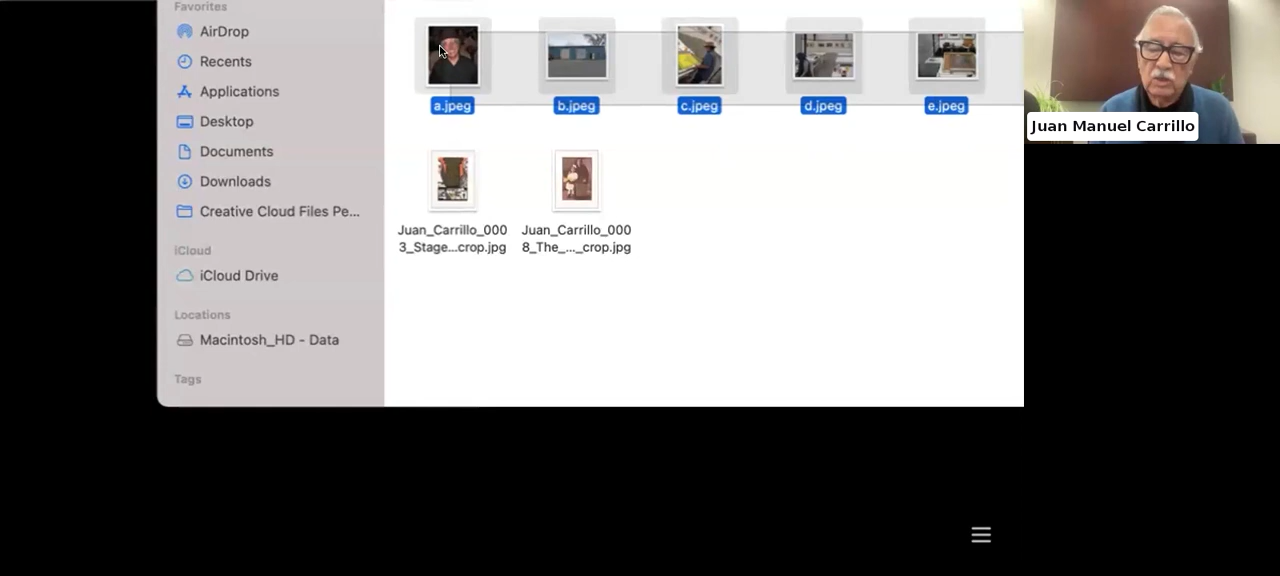 Favorites
AirDrop
Recents
Applications
Desktop
Documents
Downloads
Creative Cloud Files Pe...
iCloud
iCloud Drive
Locations
Macintosh_HD - Data
Tags
a.jpeg
b.jpeg
c.jpeg
d.jpeg
e.jpeg
Juan_Carrillo_000
3_Stage...crop.jpg
Juan_Carrillo_000
8_The_..._crop.jpg
Juan Manuel Carrillo